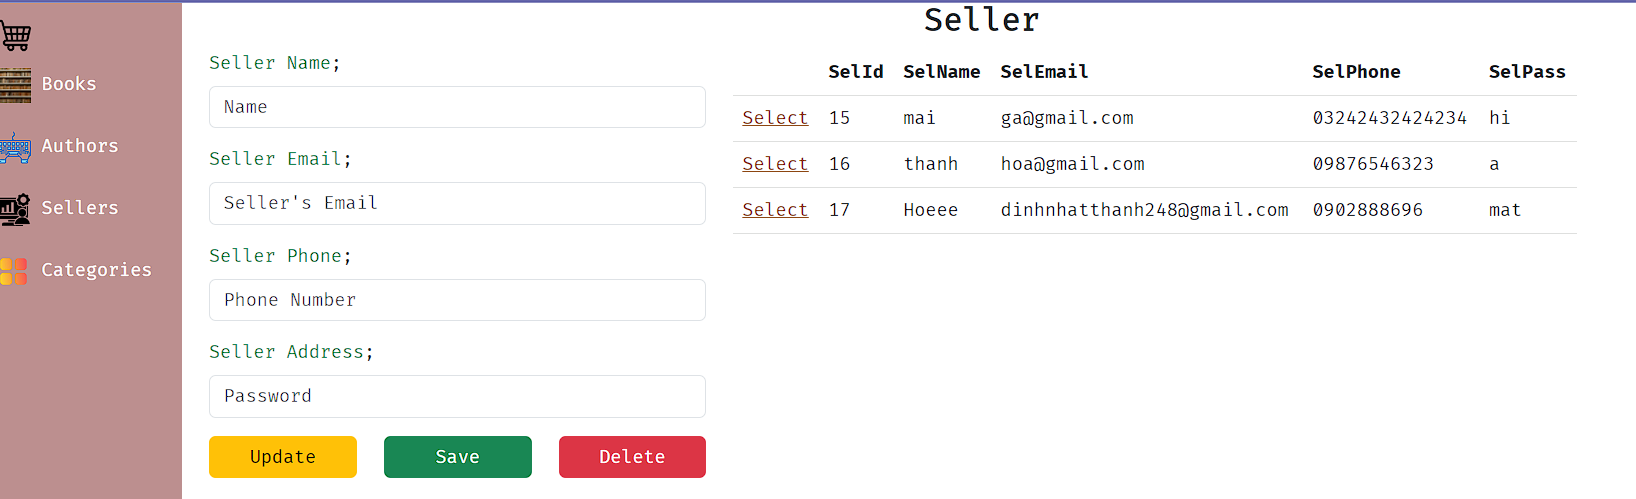 Seller
Books
Authors
Sellers
Categories
Seller Name;
Name
Seller Email;
Seller's Email
Seller Phone;
Phone Number
Seller Address;
Password
Update Save Delete
SelId SelName SelEmail SelPhone SelPass
Select 15 mai ga@gmail.com 03242432424234 hi
Select 16 thanh hoa@gmail.com 09876546323 a
Select 17 Hoeee dinhnhatthanh248@gmail.com 0902888696 mat